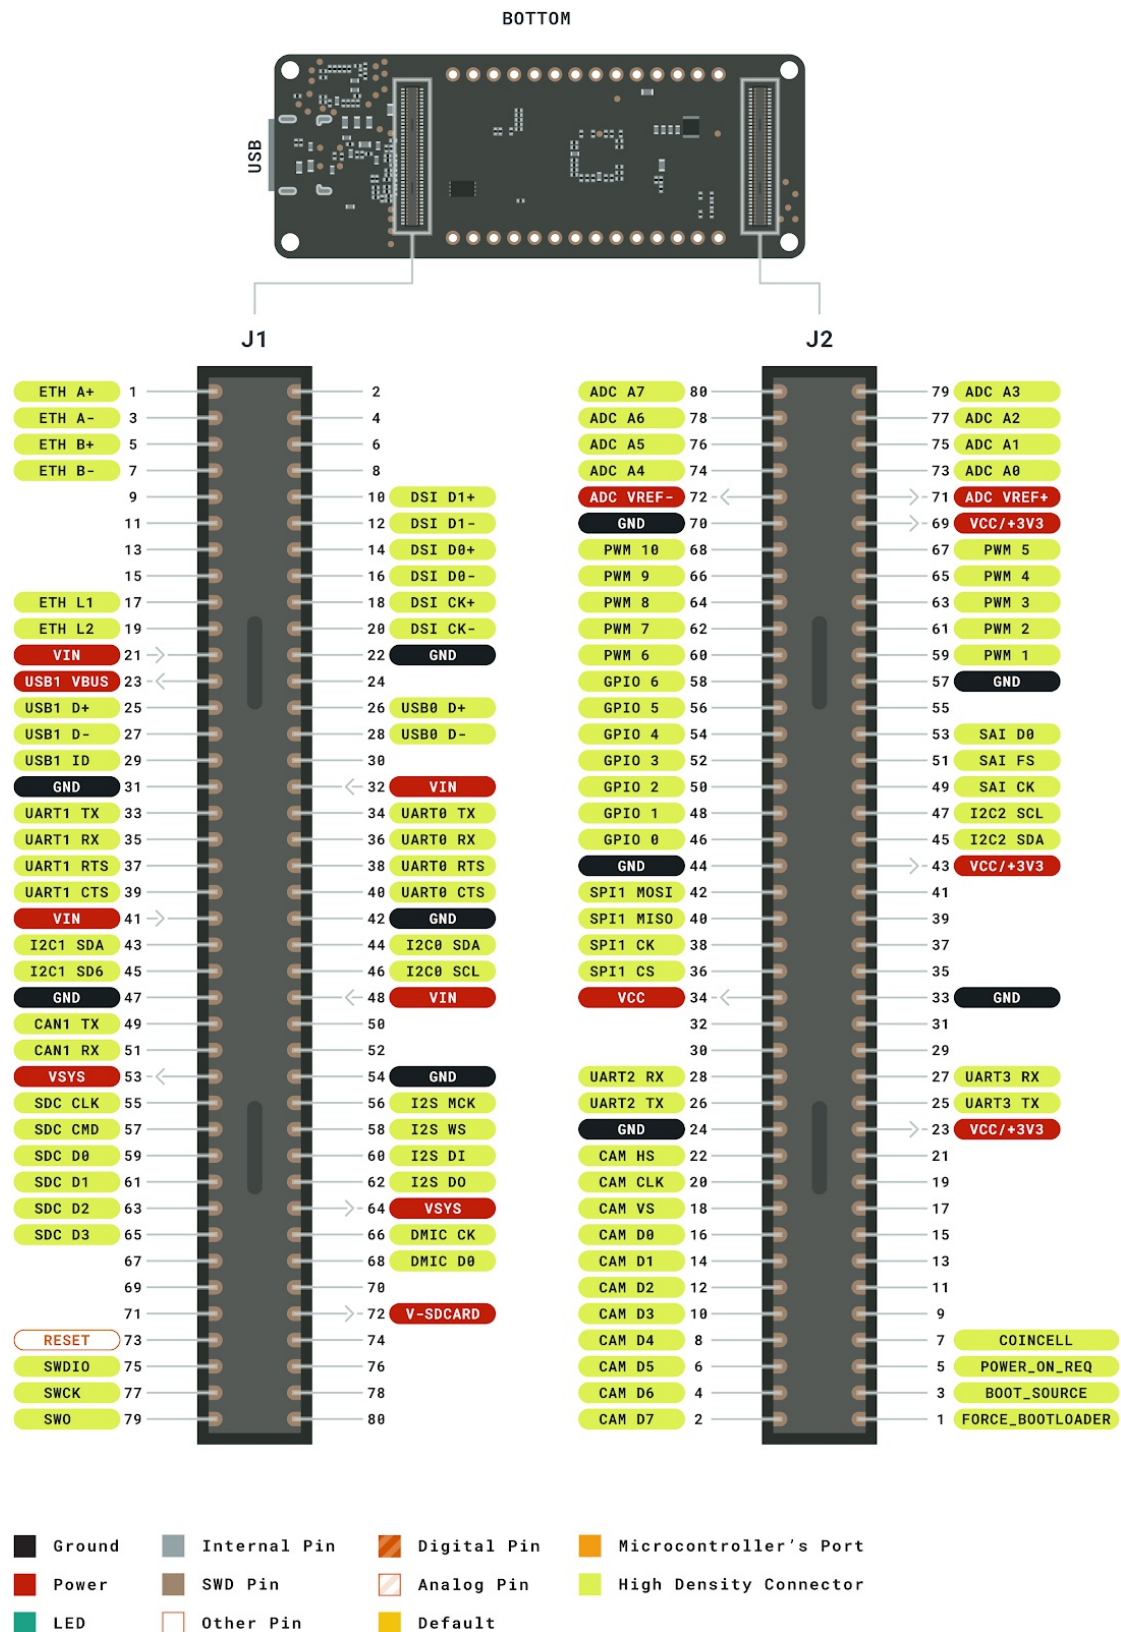 BOTTOM
USB
J1 J2
ETH A+ 1 2 ADC A7 80 79 ADC A3
ETH A- 3 4 ADC A6 78 77 ADC A2
ETH B+ 5 6 ADC A5 76 75 ADC A1
ETH B- 7 8 ADC A4 74 73 ADC A0
9 10 DSI D1+ ADC VREF- 72 71 ADC VREF+
11 12 DSI D1- GND 70 69 VCC/+3V3
13 14 DSI D0+ PWM 10 68 67 PWM 5
15 16 DSI D0- PWM 9 66 65 PWM 4
ETH L1 17 18 DSI CK+ PWM 8 64 63 PWM 3
ETH L2 19 20 DSI CK- PWM 7 62 61 PWM 2
VIN 21 22 GND PWM 6 60 59 PWM 1
USB1 VBUS 23 24 GPIO 6 58 57 GND
USB1 D+ 25 26 USB0 D+ GPIO 5 56 55
USB1 D- 27 28 USB0 D- GPIO 4 54 53 SAI D0
USB1 ID 29 30 GPIO 3 52 51 SAI FS
GND 31 32 VIN GPIO 2 50 49 SAI CK
UART1 TX 33 34 UART0 TX GPIO 1 48 47 I2C2 SCL
UART1 RX 35 36 UART0 RX GPIO 0 46 45 I2C2 SDA
UART1 RTS 37 38 UART0 RTS GND 44 43 VCC/+3V3
UART1 CTS 39 40 UART0 CTS SPI1 MOSI 42 41
VIN 41 42 GND SPI1 MISO 40 39
I2C1 SDA 43 44 I2C0 SDA SPI1 CK 38 37
I2C1 SD6 45 46 I2C0 SCL SPI1 CS 36 35
GND 47 48 VIN VCC 34 33 GND
CAN1 TX 49 50 32 31
CAN1 RX 51 52 30 29
VSYS 53 54 GND UART2 RX 28 27 UART3 RX
SDC CLK 55 56 I2S MCK UART2 TX 26 25 UART3 TX
SDC CMD 57 58 I2S WS GND 24 23 VCC/+3V3
SDC D0 59 60 I2S DI CAM HS 22 21
SDC D1 61 62 I2S DO CAM CLK 20 19
SDC D2 63 64 VSYS CAM VS 18 17
SDC D3 65 66 DMIC CK CAM D0 16 15
67 68 DMIC D0 CAM D1 14 13
69 70 CAM D2 12 11
71 72 V-SDCARD CAM D3 10 9
RESET 73 74 CAM D4 8 7 COINCELL
SWDIO 75 76 CAM D5 6 5 POWER_ON_REQ
SWCK 77 78 CAM D6 4 3 BOOT_SOURCE
SWO 79 80 CAM D7 2 1 FORCE_BOOTLOADER
Ground Internal Pin Digital Pin Microcontroller's Port
Power SWD Pin Analog Pin High Density Connector
LED Other Pin Default